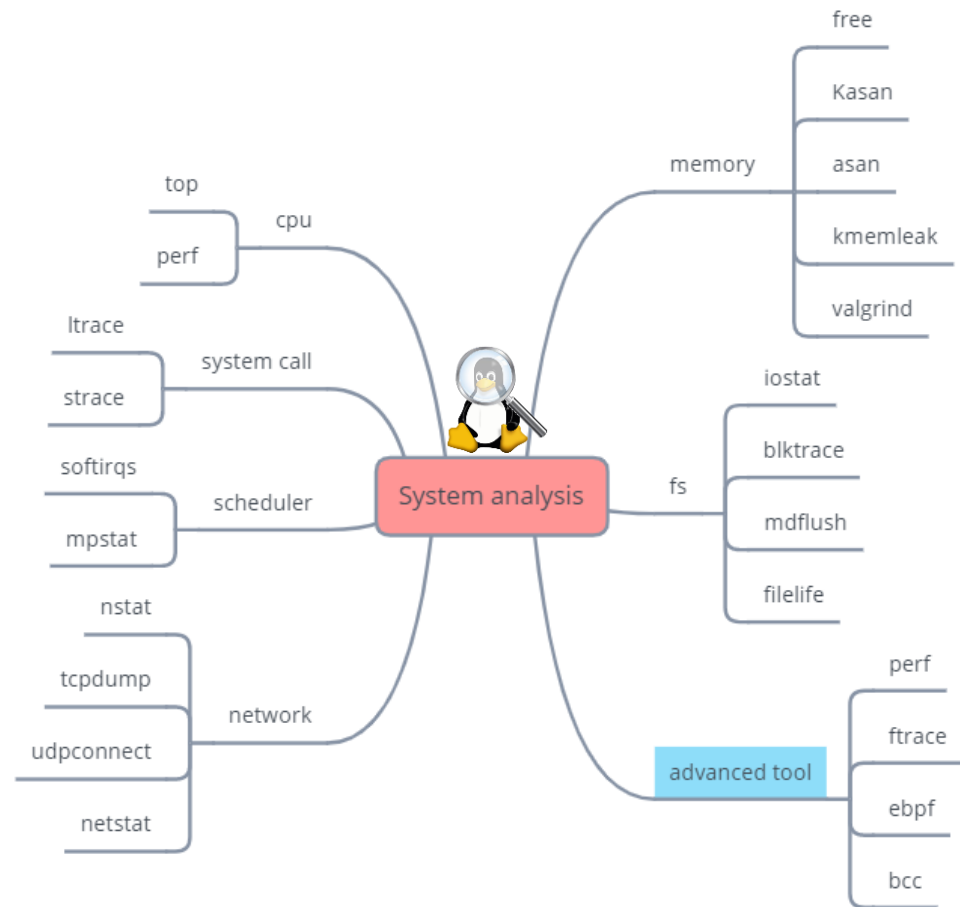 System analysis
cpu
top
perf
system call
ltrace
strace
scheduler
softirqs
mpstat
network
nstat
tcpdump
udpconnect
netstat
memory
free
Kasan
asan
kmemleak
valgrind
fs
iostat
blktrace
mdflush
filelife
advanced tool
perf
ftrace
ebpf
bcc